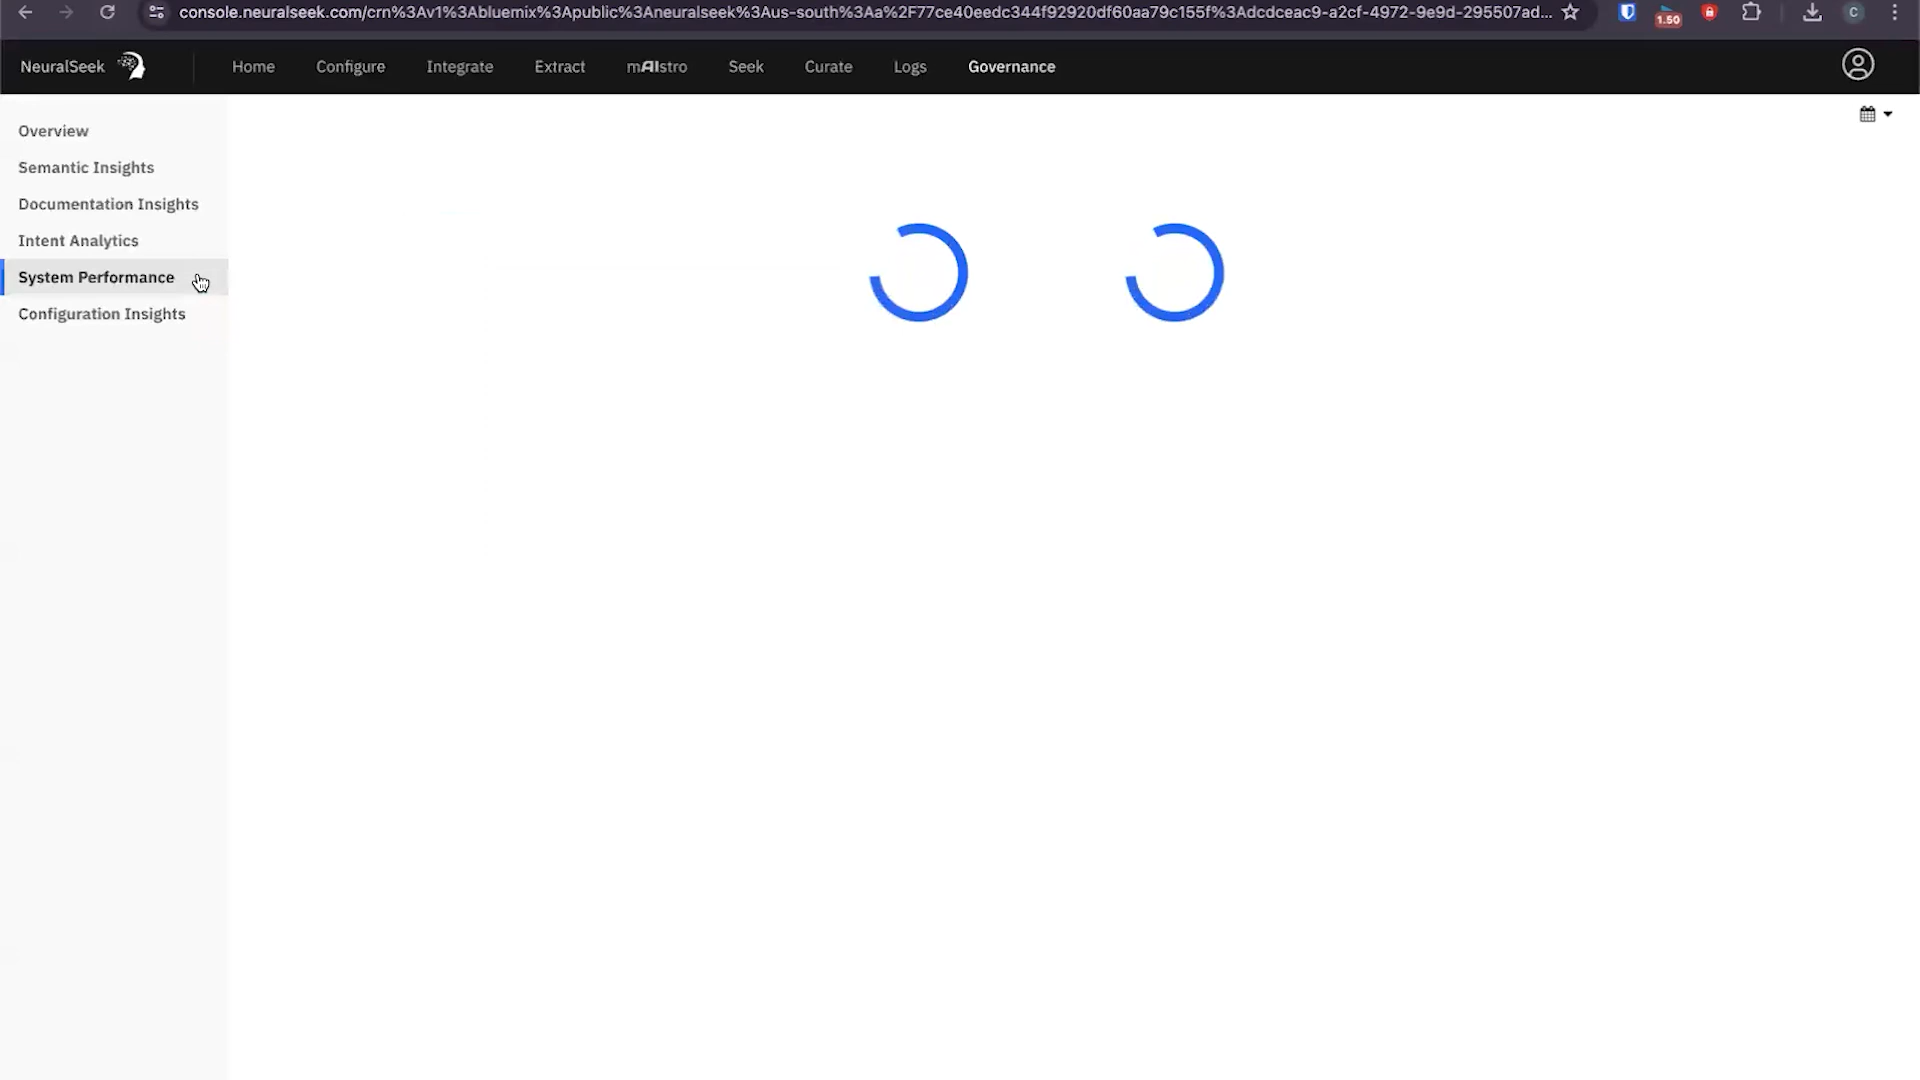 console.neuralseek.com/crn%3Av1%3Abluemix%3Apublic%3Aneuralseek%3Aus-south%3Aa%2F77ce40eedc344f92920df60aa79c155f%3Adcdceac9-a2cf-4972-9e9d-295507ad...
1.50
C
NeuralSeek
Home
Configure
Integrate
Extract
mAIstro
Seek
Curate
Logs
Governance
Overview
Semantic Insights
Documentation Insights
Intent Analytics
System Performance
Configuration Insights